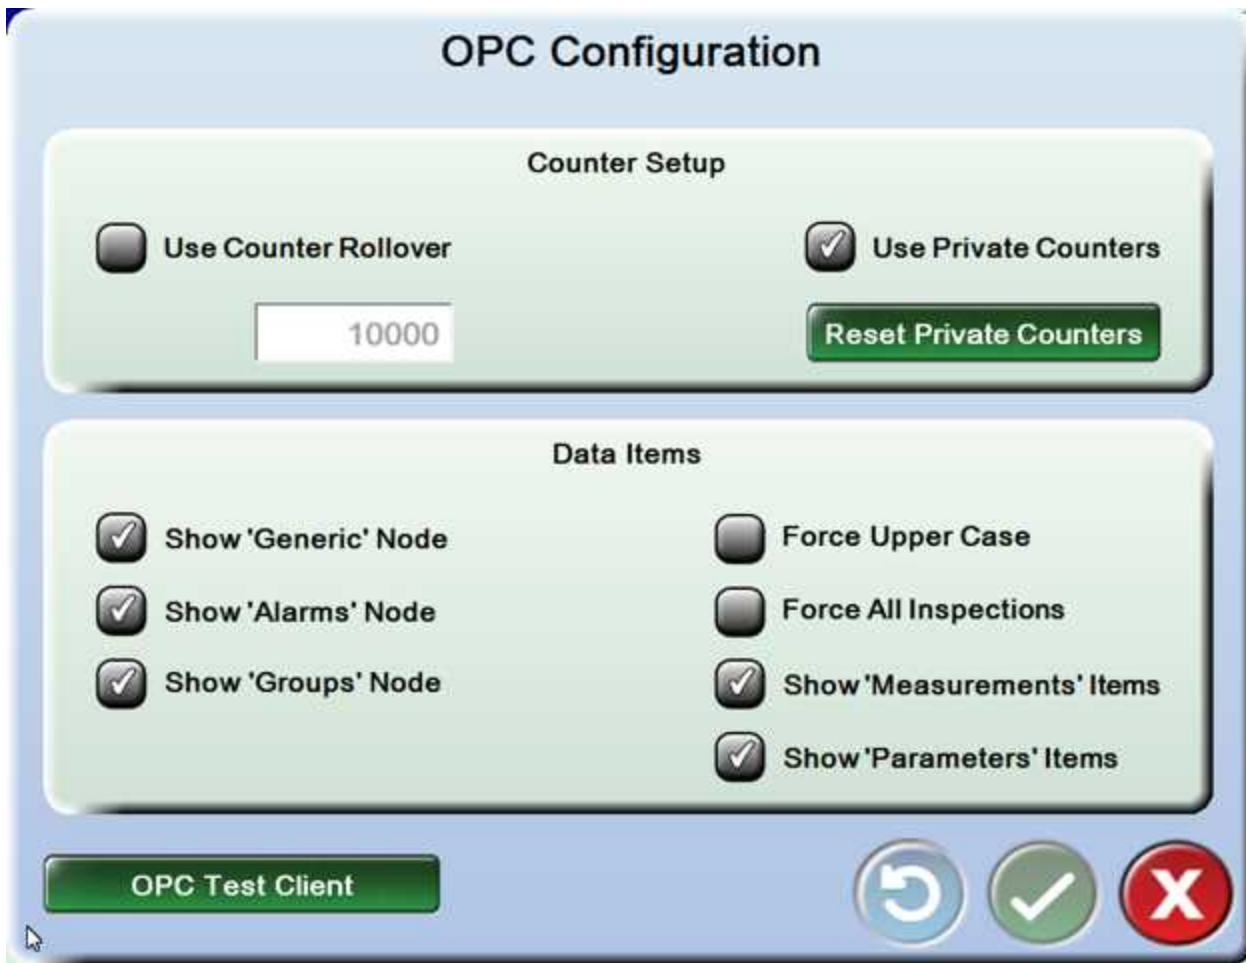 OPC Configuration
Counter Setup
Use Counter Rollover
Use Private Counters
10000
Reset Private Counters
Data Items
Show 'Generic' Node
Force Upper Case
Show 'Alarms' Node
Force All Inspections
Show 'Groups' Node
Show 'Measurements' Items
Show 'Parameters' Items
OPC Test Client